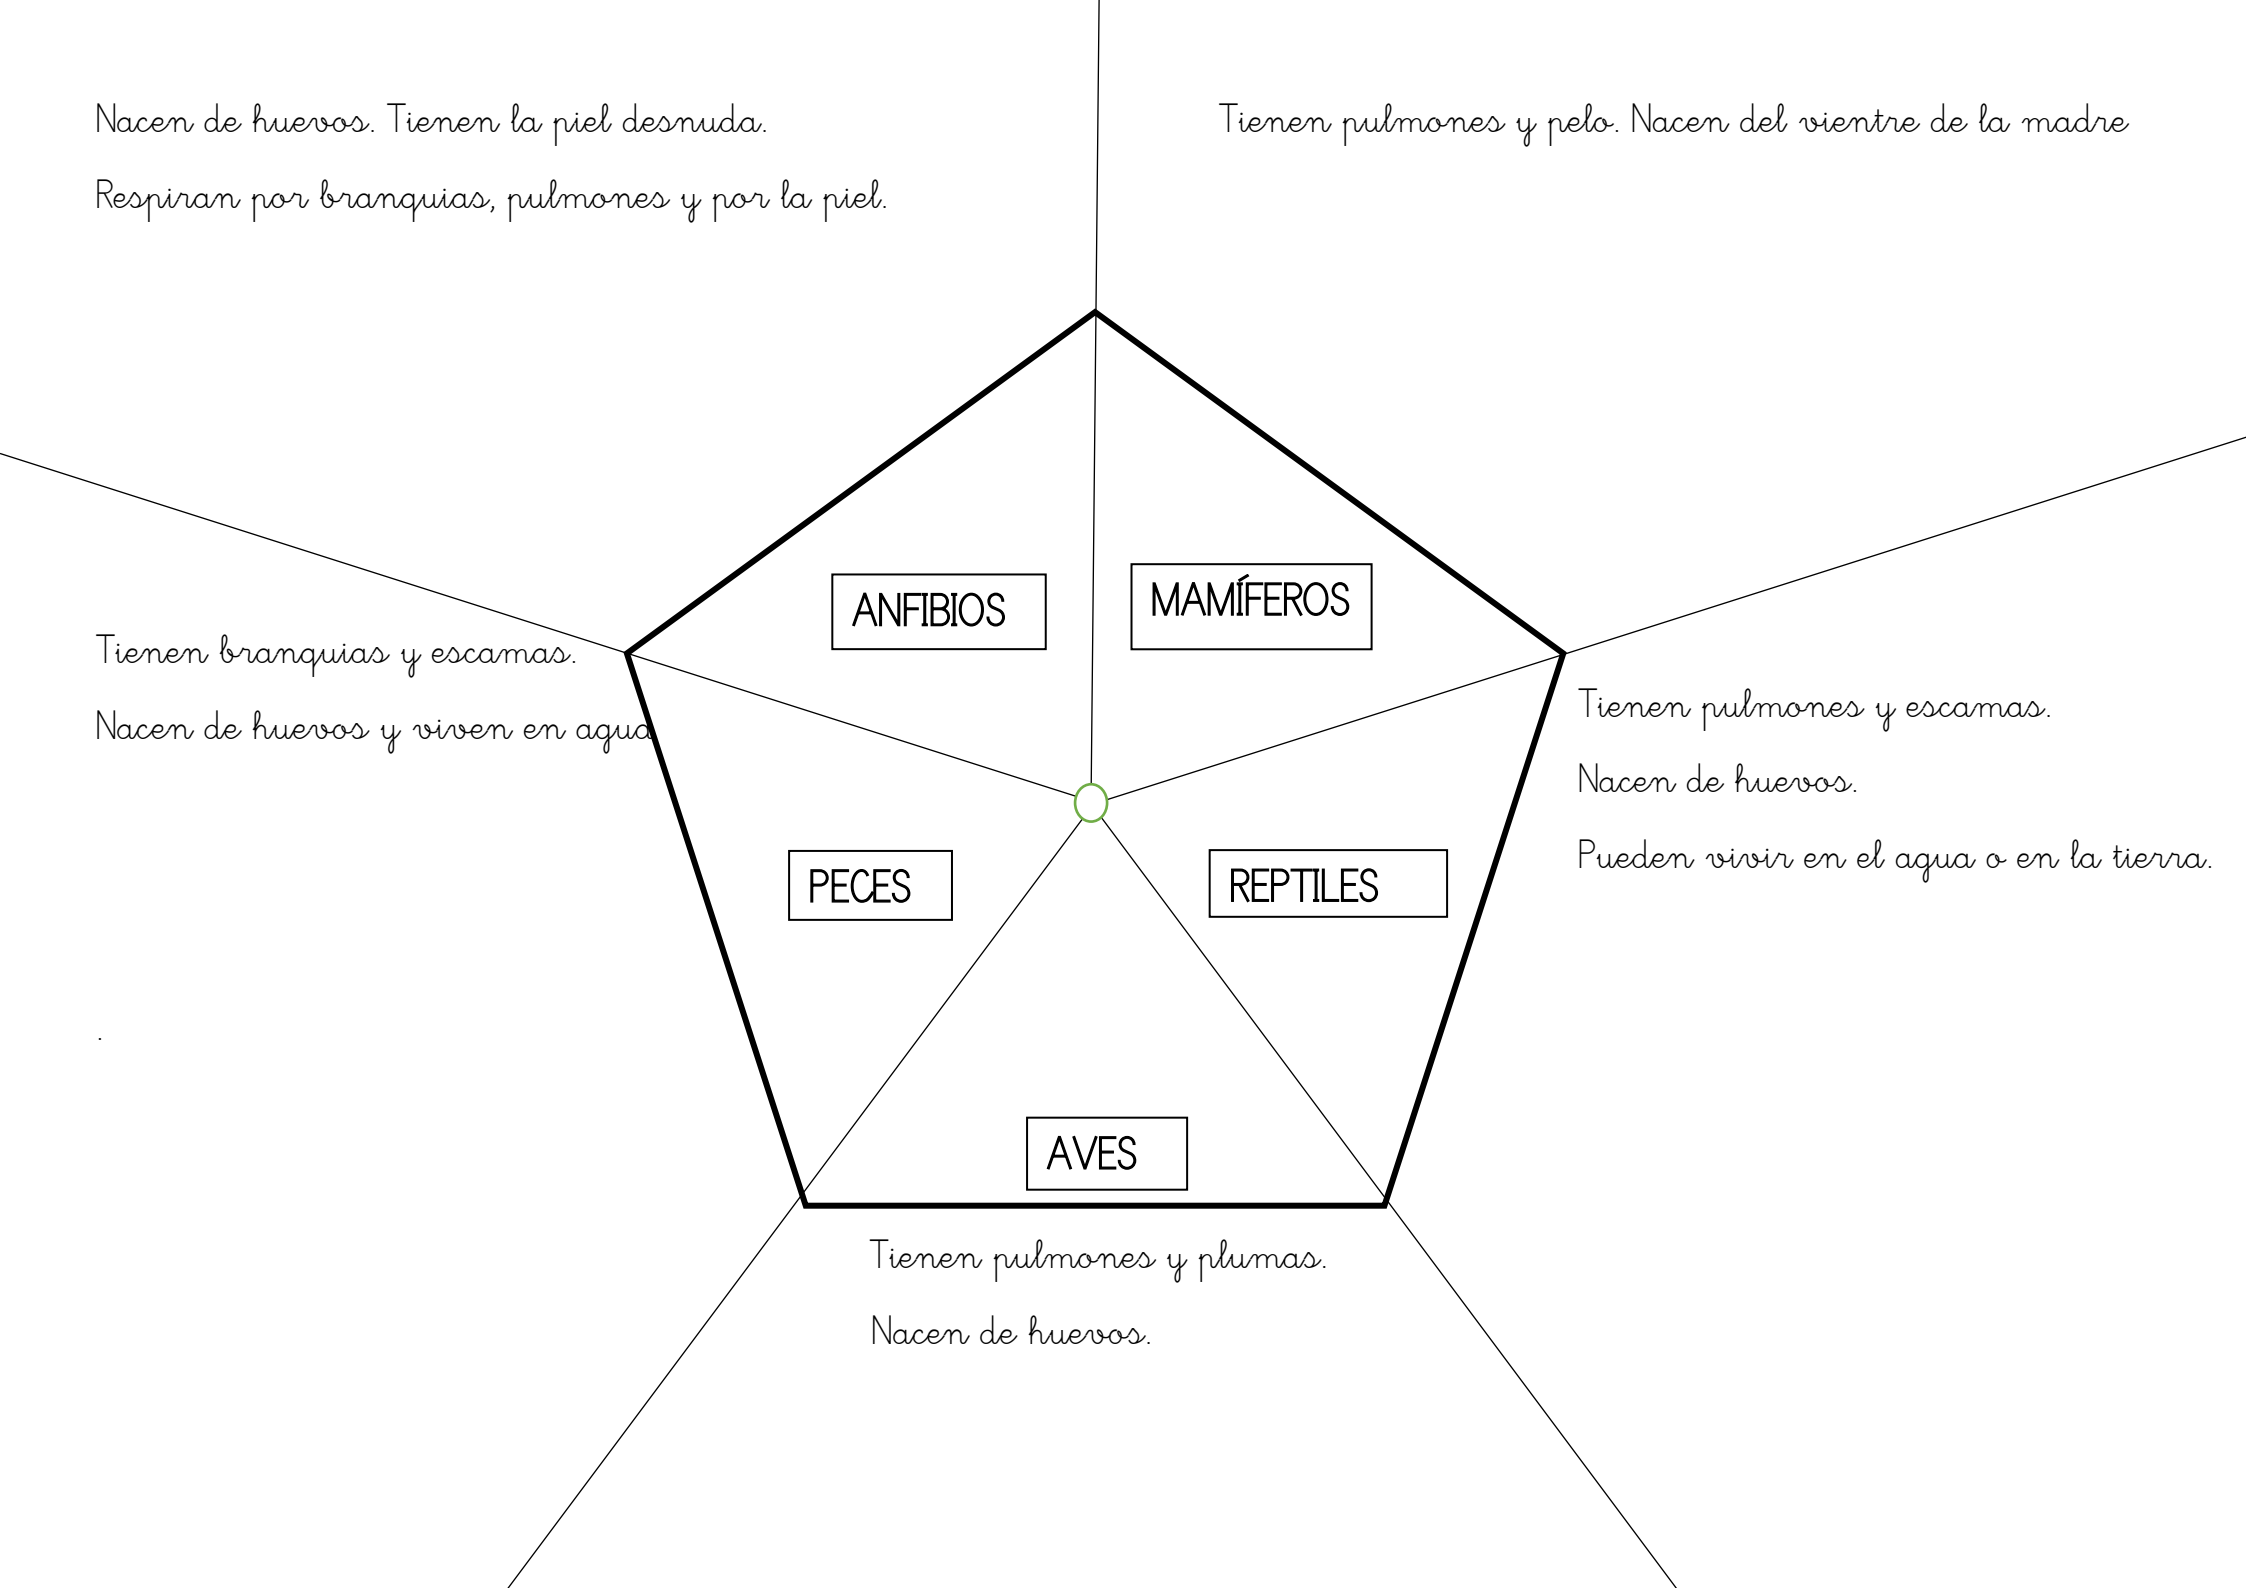 Nacen de huevos. Tienen la piel desnuda.
Respiran por branquias, pulmones y por la piel.
Tienen pulmones y pelo. Nacen del vientre de la madre
ANFIBIOS
MAMÍFEROS
Tienen branquias y escamas.
Nacen de huevos y viven en agua
.
Tienen pulmones y escamas.
Nacen de huevos.
Pueden vivir en el agua o en la tierra.
PECES
REPTILES
AVES
Tienen pulmones y plumas.
Nacen de huevos.